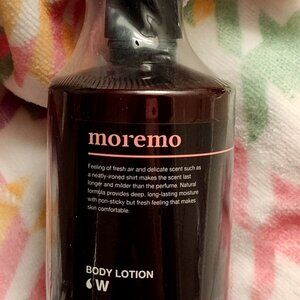 moremo
Feeling of fresh air and delicate scent such as
a neatly-ironed shirt makes the scent last
longer and milder than the perfume. Natural
formula provides deep, long-lasting moisture
with non-sticky but fresh feeling that makes
skin comfortable.
BODY LOTION
W